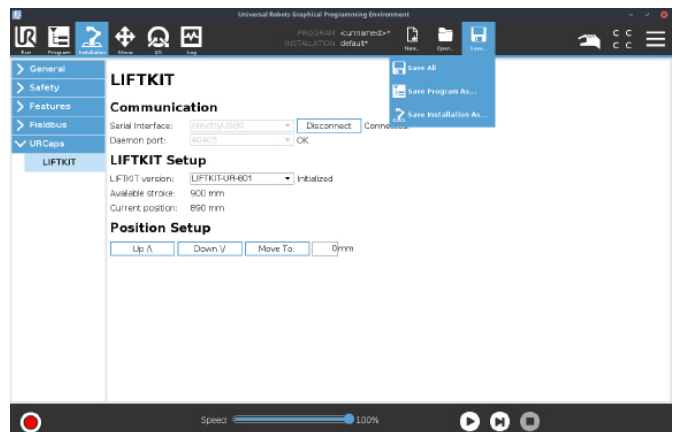 Universal Robots Graphical Programming Environment
UR
Run Program Installation Move I/O Log
PROGRAM <unnamed>*
INSTALLATION default*
New... Open... Save...
C C
C C
Save All
Save Program As...
Save Installation As...
General
Safety
Features
Fieldbus
URCaps
LIFTKIT
LIFTKIT
Communication
Serial Interface: /dev/ttyUSB0 Disconnect
Daemon port: 40405 OK
LIFTKIT Setup
LIFTKIT version: LIFTKIT-UR-601 Initialized
Available stroke: 900 mm
Current position: 890 mm
Position Setup
Up /\ Down \/ Move To: 0 mm
Speed 100%